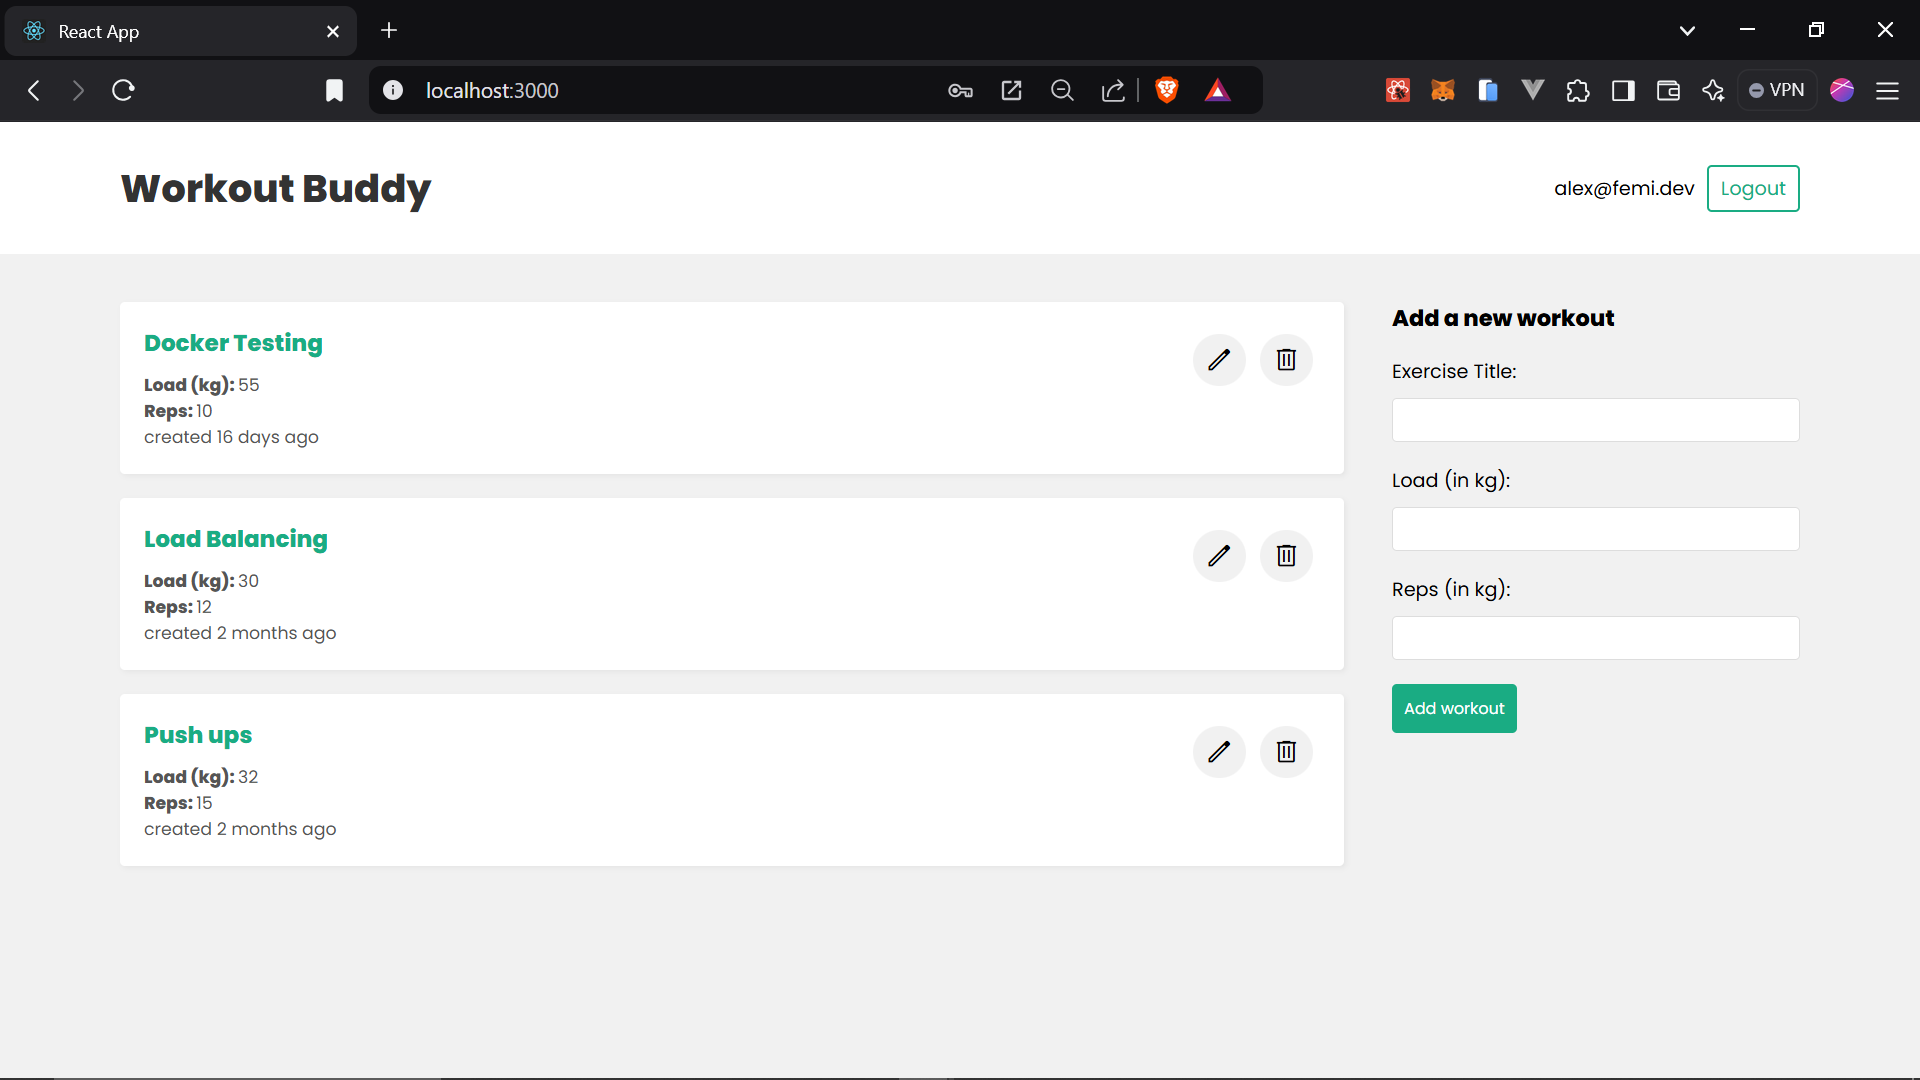 React App
localhost:3000
VPN
Workout Buddy
alex@femi.dev
Logout
Docker Testing
Load (kg): 55
Reps: 10
created 16 days ago
Load Balancing
Load (kg): 30
Reps: 12
created 2 months ago
Push ups
Load (kg): 32
Reps: 15
created 2 months ago
Add a new workout
Exercise Title:
Load (in kg):
Reps (in kg):
Add workout